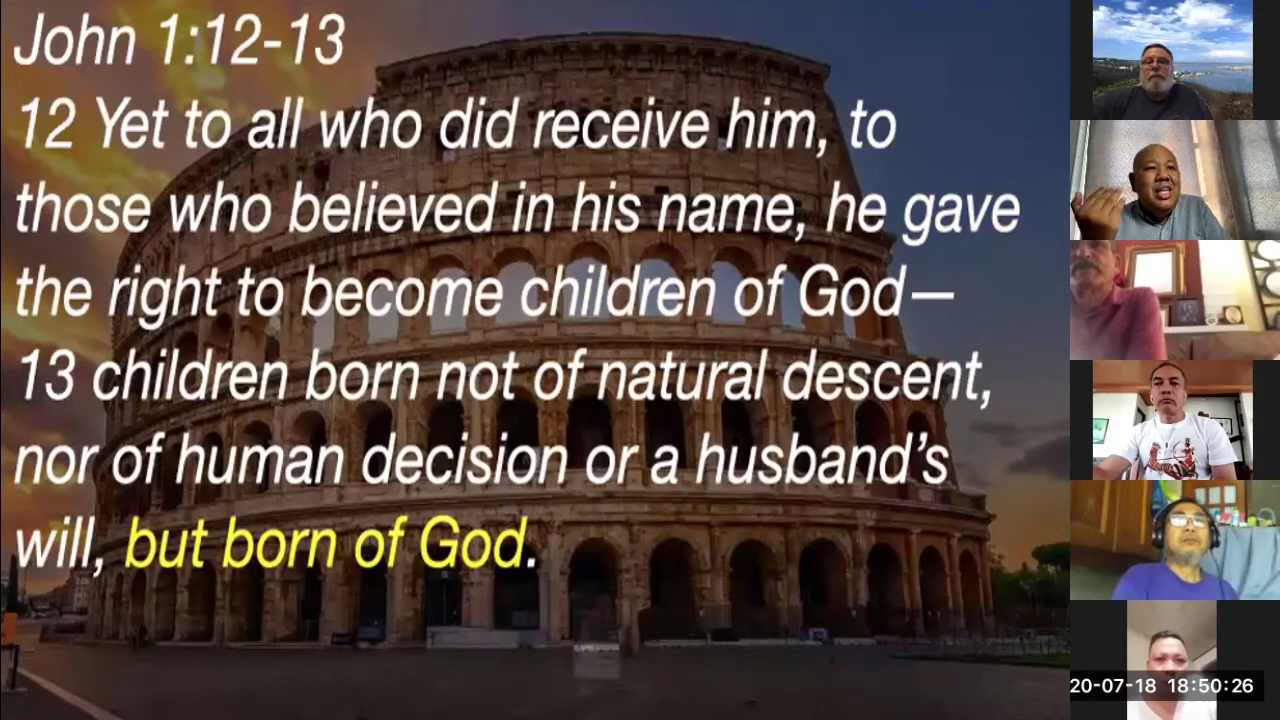 John 1:12-13
12 Yet to all who did receive him, to
those who believed in his name, he gave
the right to become children of God—
13 children born not of natural descent,
nor of human decision or a husband’s
will, but born of God.
20-07-18 18:50:26